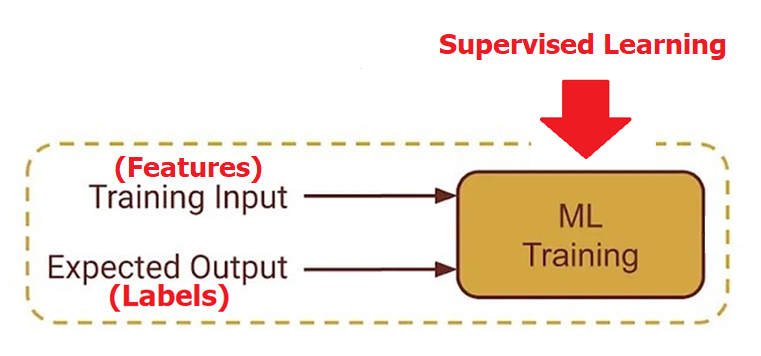 Supervised Learning
(Features)
Training Input
ML
Training
Expected Output
(Labels)